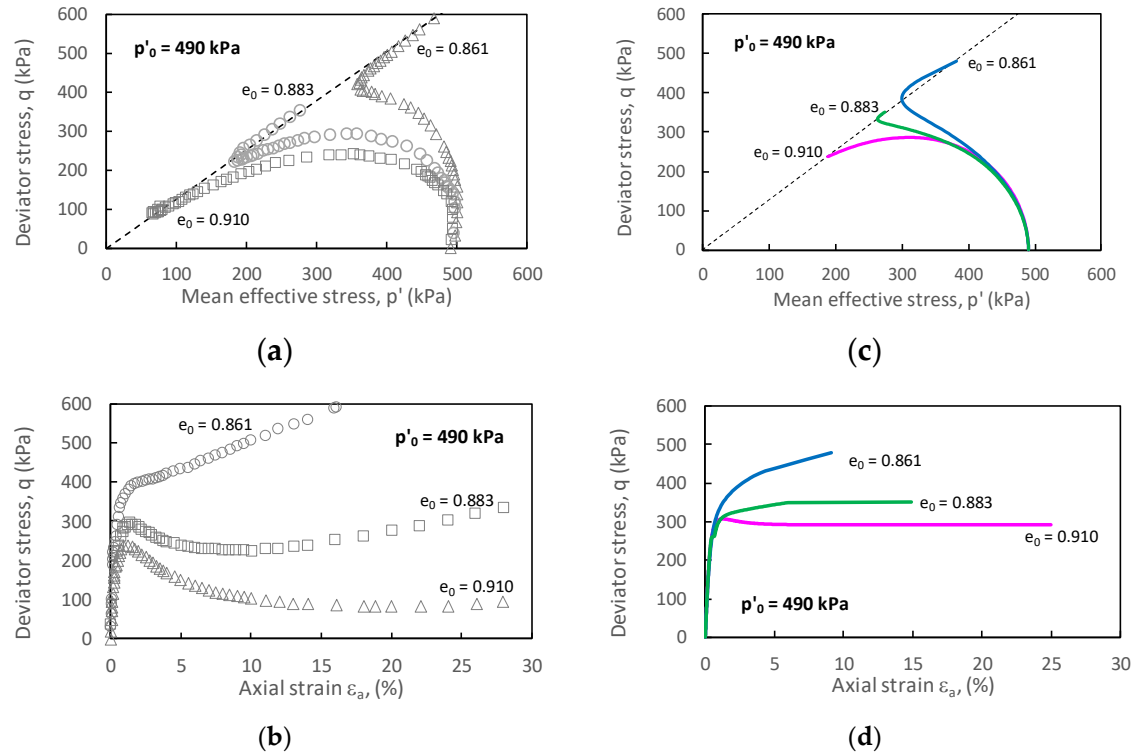 600
500
400
300
200
100
0
Deviator stress, q (kPa)
p'0 = 490 kPa
e0 = 0.861
e0 = 0.883
e0 = 0.910
0 100 200 300 400 500 600
Mean effective stress, p' (kPa)
(a)
600
500
400
300
200
100
0
Deviator stress, q (kPa)
p'0 = 490 kPa
e0 = 0.861
e0 = 0.883
e0 = 0.910
0 100 200 300 400 500 600
Mean effective stress, p' (kPa)
(c)
600
500
400
300
200
100
0
Deviator stress, q (kPa)
e0 = 0.861
p'0 = 490 kPa
e0 = 0.883
e0 = 0.910
0 5 10 15 20 25 30
Axial strain εa, (%)
(b)
600
500
400
300
200
100
0
Deviator stress, q (kPa)
e0 = 0.861
e0 = 0.883
e0 = 0.910
p'0 = 490 kPa
0 5 10 15 20 25 30
Axial strain εa, (%)
(d)